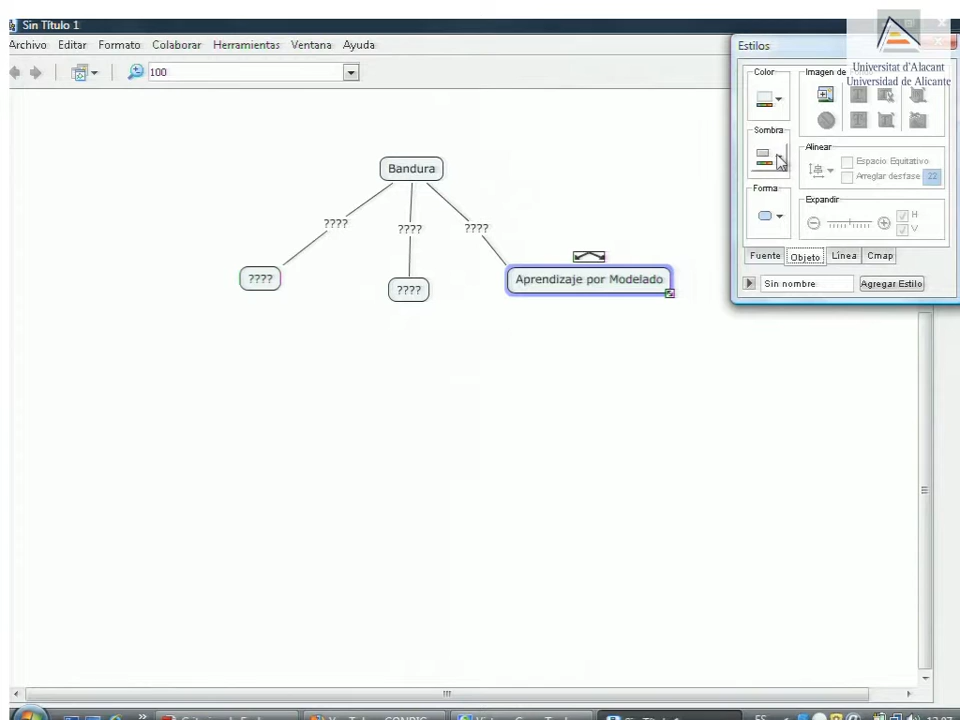 Sin Título 1
Archivo Editar Formato Colaborar Herramientas Ventana Ayuda
100
Estilos
Universitat d'Alacant
Universidad de Alicante
Color
Imagen de
Sombra
Alinear
Espacio Equitativo
Arreglar desfase 22
Forma
Expandir
H
V
Fuente Objeto Línea Cmap
Sin nombre Agregar Estilo
Bandura
???? ???? ????
???? ???? Aprendizaje por Modelado
ES